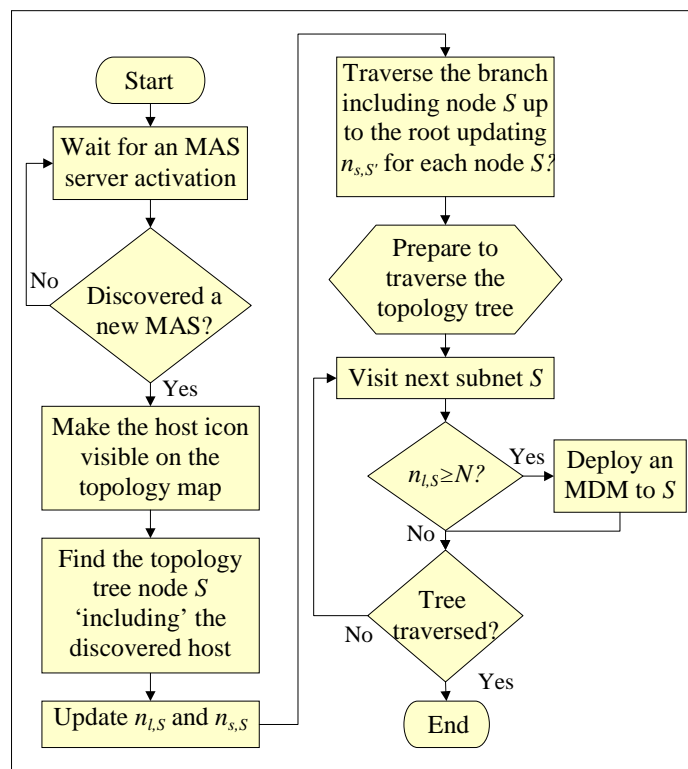 Start
Wait for an MAS
server activation
No
Discovered a
new MAS?
Yes
Make the host icon
visible on the
topology map
Find the topology
tree node S
‘including’ the
discovered host
Update n_{l,S} and n_{s,S}
Traverse the branch
including node S up
to the root updating
n_{s,S'} for each node S?
Prepare to
traverse the
topology tree
Visit next subnet S
n_{l,S}≥N?
Yes
Deploy an
MDM to S
No
Tree
traversed?
No
Yes
End